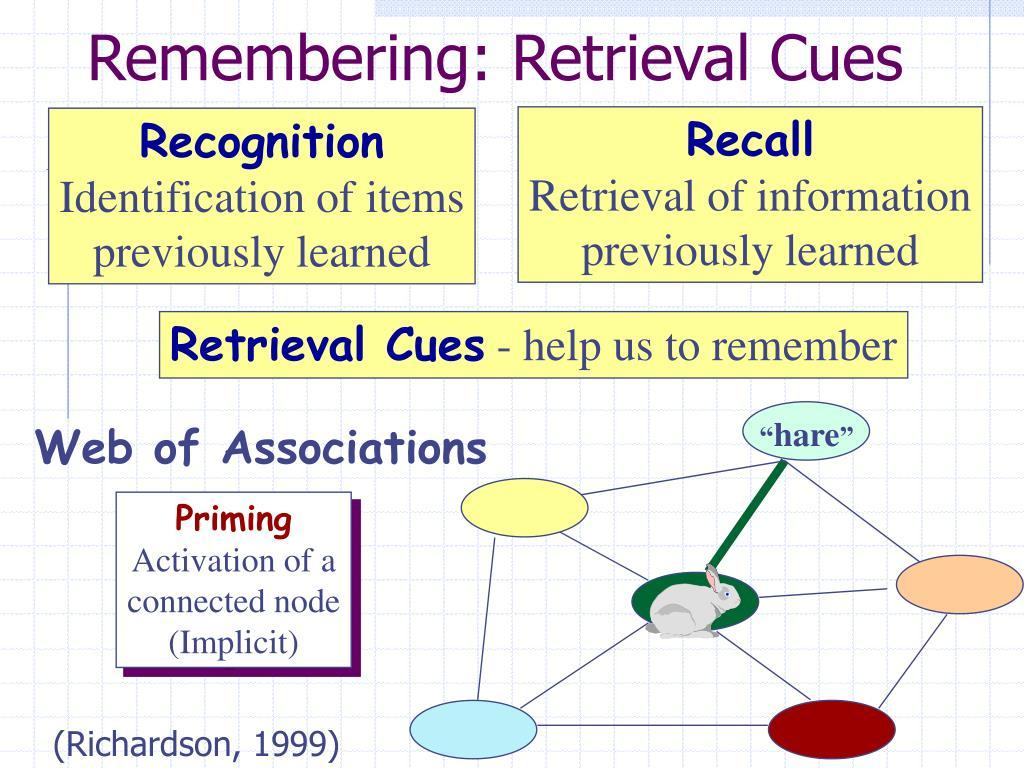 Remembering: Retrieval Cues
Recognition
Identification of items
previously learned
Recall
Retrieval of information
previously learned
Retrieval Cues - help us to remember
Web of Associations
“hare”
Priming
Activation of a
connected node
(Implicit)
(Richardson, 1999)